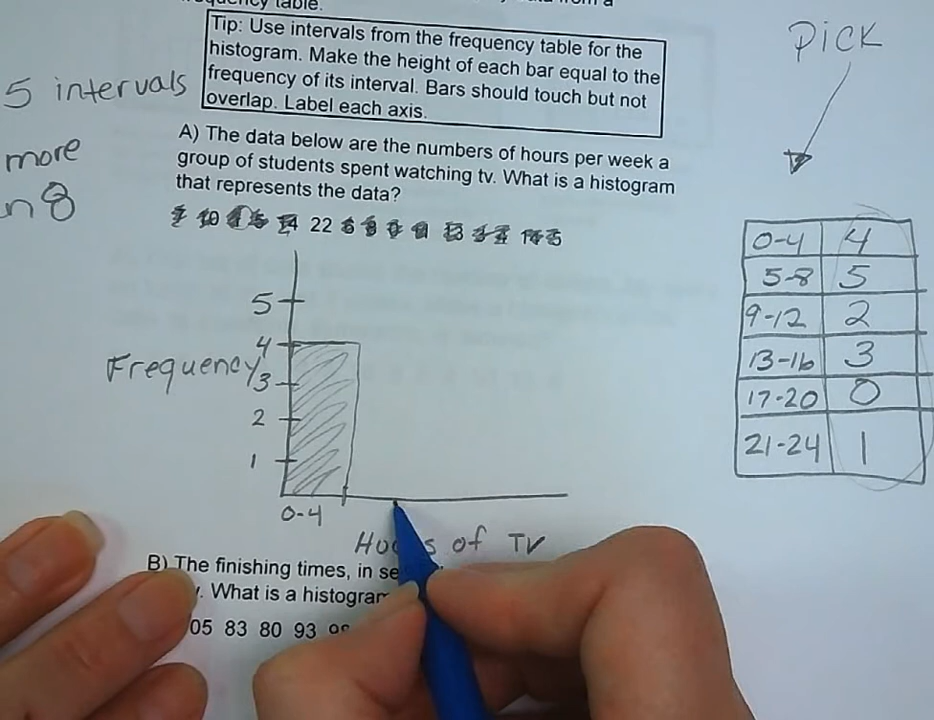 quency table.
Tip: Use intervals from the frequency table for the
histogram. Make the height of each bar equal to the
frequency of its interval. Bars should touch but not
overlap. Label each axis.
5 intervals
more
n 8
PICK
A) The data below are the numbers of hours per week a
group of students spent watching tv. What is a histogram
that represents the data?
22
0-4 4
5-8 5
9-12 2
13-16 3
17-20 0
21-24 1
5
4
Frequency
3
2
1
0-4
of TV
B) The finishing times, in se
. What is a histogram
05 83 80 93